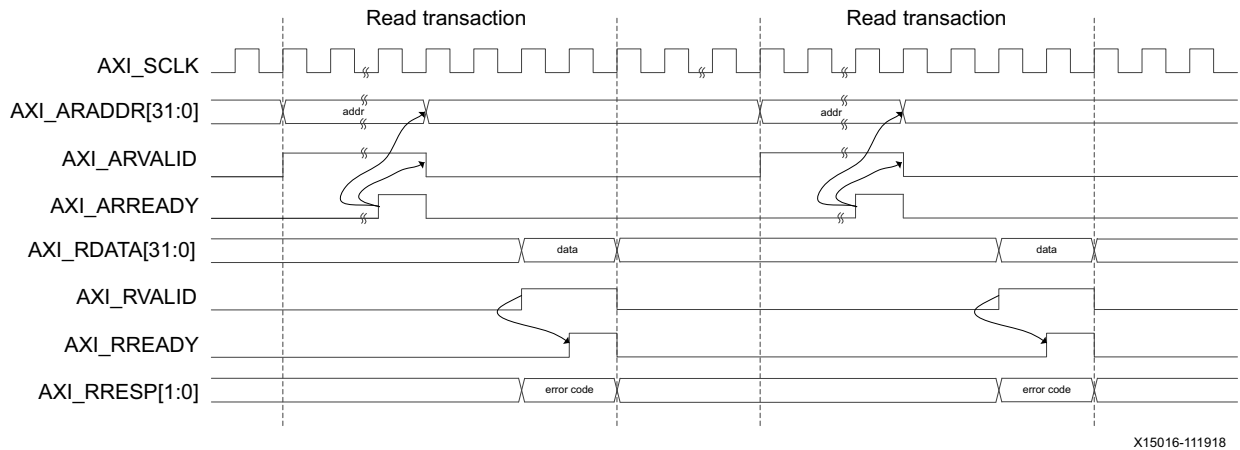 Read transaction Read transaction
AXI_SCLK
AXI_ARADDR[31:0] addr addr
AXI_ARVALID
AXI_ARREADY
AXI_RDATA[31:0] data data
AXI_RVALID
AXI_RREADY
AXI_RRESP[1:0] error code error code
X15016-111918